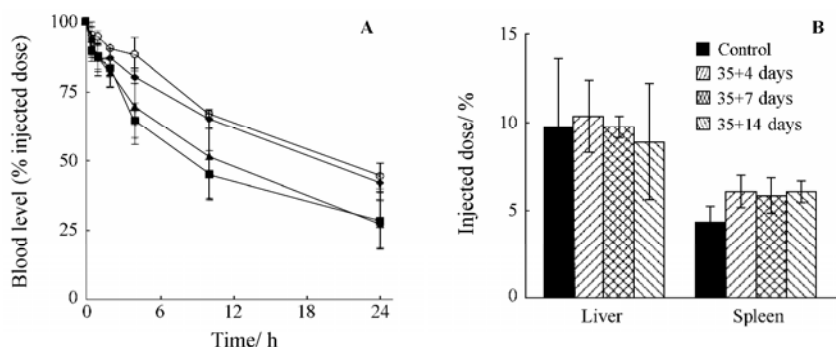 A
Blood level (% injected dose)
100
75
50
25
0
0
6
12
18
24
Time/ h
B
Control
35+4 days
35+7 days
35+14 days
Injected dose/ %
15
10
5
0
Liver
Spleen